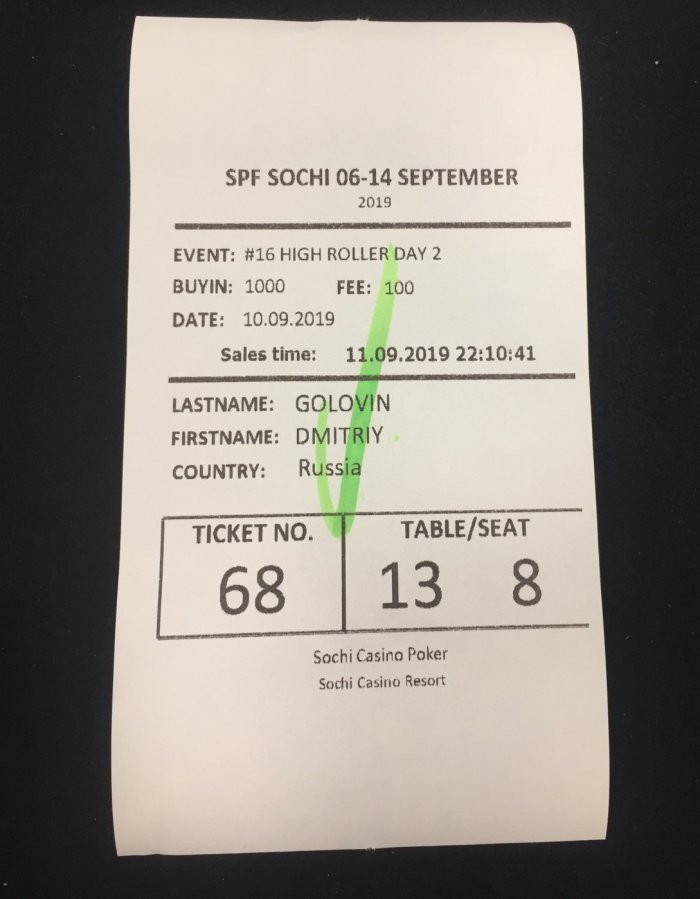 SPF SOCHI 06-14 SEPTEMBER
2019
EVENT: #16 HIGH ROLLER DAY 2
BUYIN: 1000 FEE: 100
DATE: 10.09.2019
Sales time: 11.09.2019 22:10:41
LASTNAME: GOLOVIN
FIRSTNAME: DMITRIY
COUNTRY: Russia
TICKET NO. TABLE/SEAT
68 13 8
Sochi Casino Poker
Sochi Casino Resort